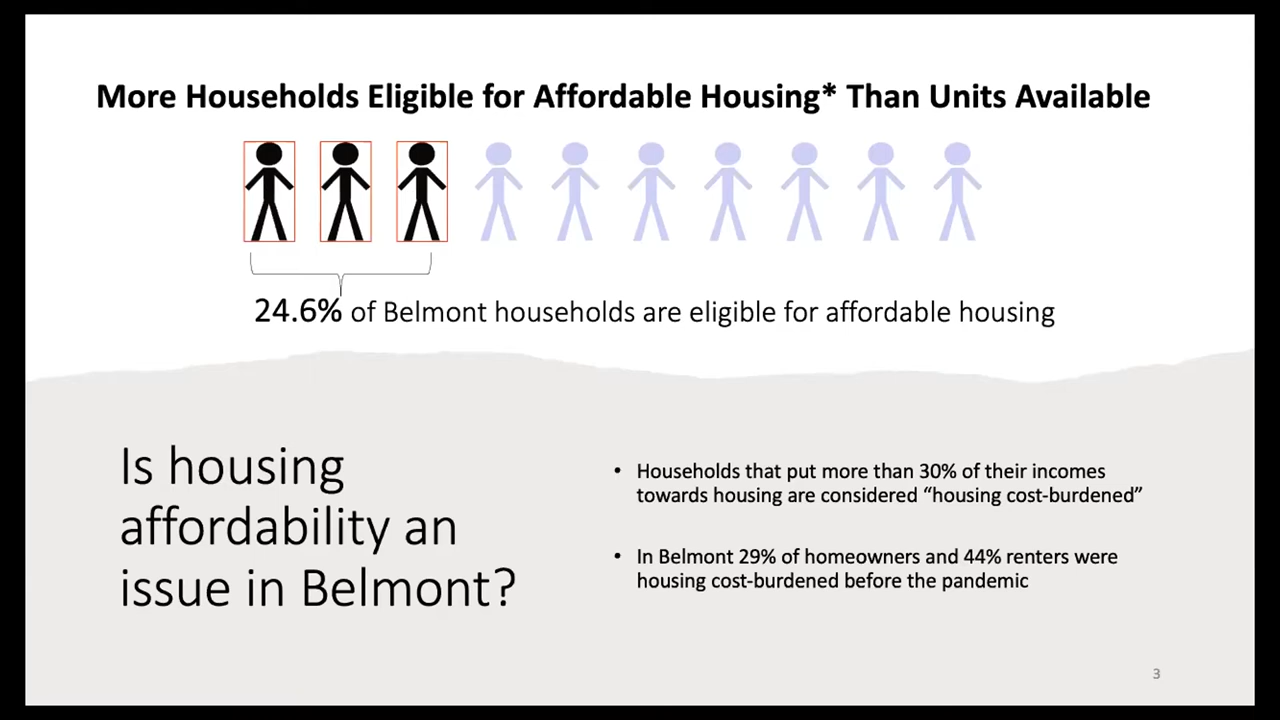 More Households Eligible for Affordable Housing* Than Units Available
24.6% of Belmont households are eligible for affordable housing
Is housing
affordability an
issue in Belmont?
• Households that put more than 30% of their incomes
towards housing are considered “housing cost-burdened”
• In Belmont 29% of homeowners and 44% renters were
housing cost-burdened before the pandemic
3